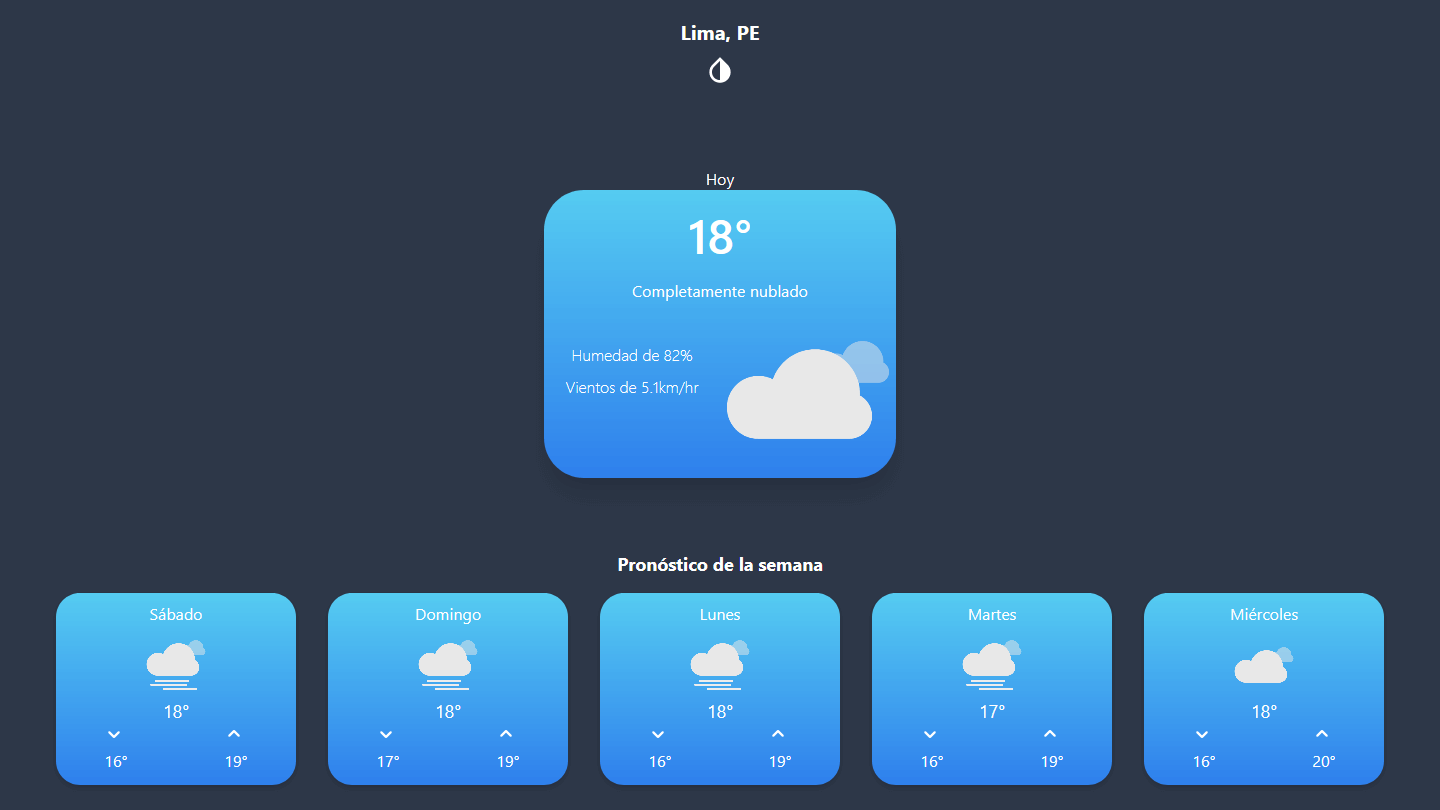 Lima, PE
Hoy
18°
Completamente nublado
Humedad de 82%
Vientos de 5.1km/hr
Pronóstico de la semana
Sábado
18°
16° 19°
Domingo
18°
17° 19°
Lunes
18°
16° 19°
Martes
17°
16° 19°
Miércoles
18°
16° 20°